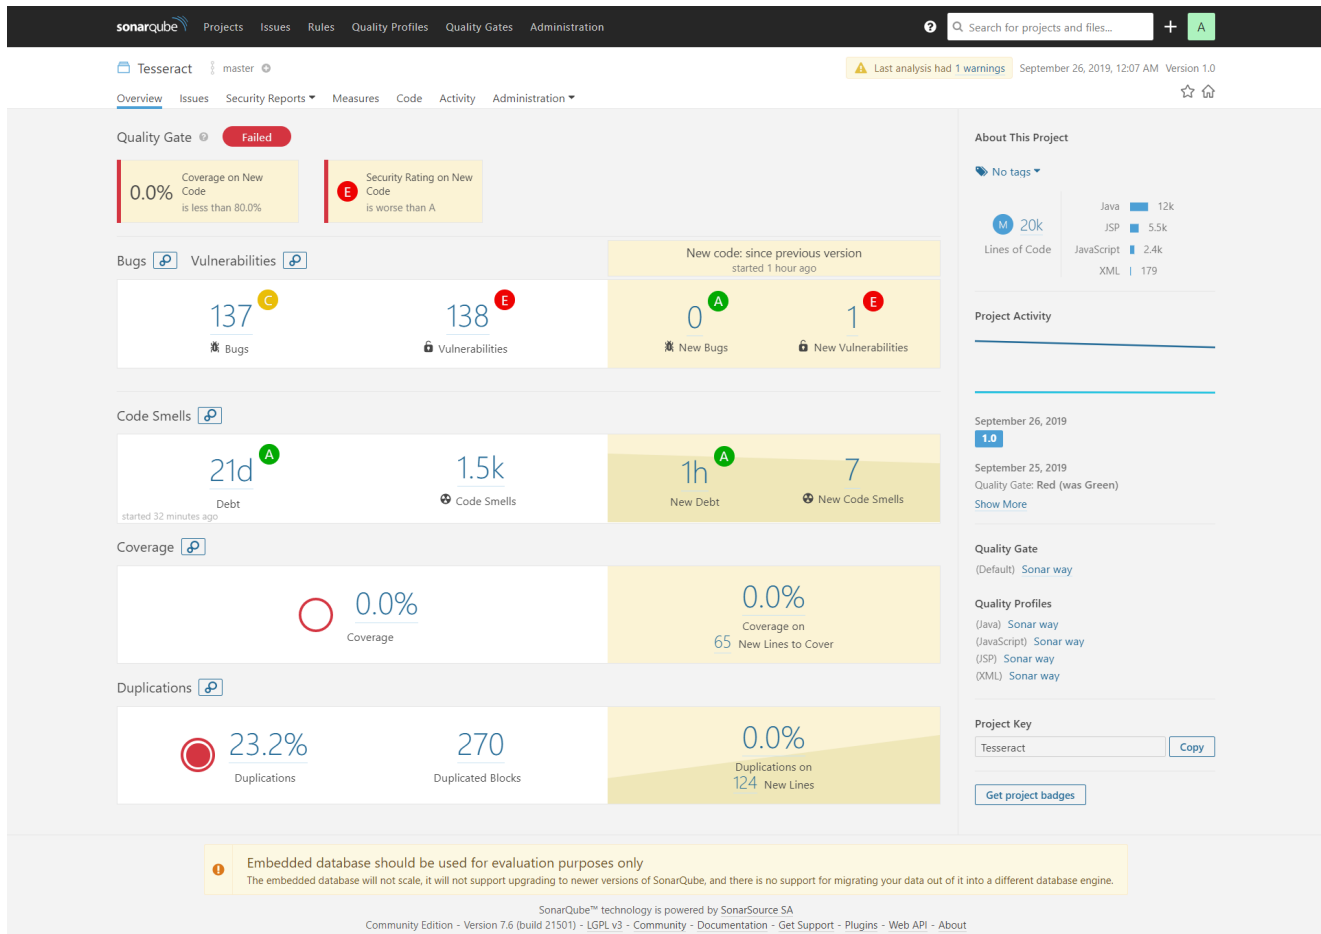 sonarqube Projects Issues Rules Quality Profiles Quality Gates Administration Search for projects and files... A
Tesseract master Last analysis had 1 warnings September 26, 2019, 12:07 AM Version 1.0
Overview Issues Security Reports Measures Code Activity Administration
Quality Gate Failed
0.0% Coverage on New Code
is less than 80.0%
E Security Rating on New Code
is worse than A
Bugs Vulnerabilities
New code: since previous version
started 1 hour ago
137 C
Bugs
138 E
Vulnerabilities
0 A
New Bugs
1 E
New Vulnerabilities
Code Smells
21d A
Debt
started 32 minutes ago
1.5k
Code Smells
1h A
New Debt
7
New Code Smells
Coverage
0.0%
Coverage
0.0%
Coverage on
65 New Lines to Cover
Duplications
23.2%
Duplications
270
Duplicated Blocks
0.0%
Duplications on
124 New Lines
About This Project
No tags
M 20k
Lines of Code
Java 12k
JSP 5.5k
JavaScript 2.4k
XML 179
Project Activity
September 26, 2019
1.0
September 25, 2019
Quality Gate: Red (was Green)
Show More
Quality Gate
(Default) Sonar way
Quality Profiles
(Java) Sonar way
(JavaScript) Sonar way
(JSP) Sonar way
(XML) Sonar way
Project Key
Tesseract Copy
Get project badges
Embedded database should be used for evaluation purposes only
The embedded database will not scale, it will not support upgrading to newer versions of SonarQube, and there is no support for migrating your data out of it into a different database engine.
SonarQube™ technology is powered by SonarSource SA
Community Edition - Version 7.6 (build 21501) - LGPL v3 - Community - Documentation - Get Support - Plugins - Web API - About